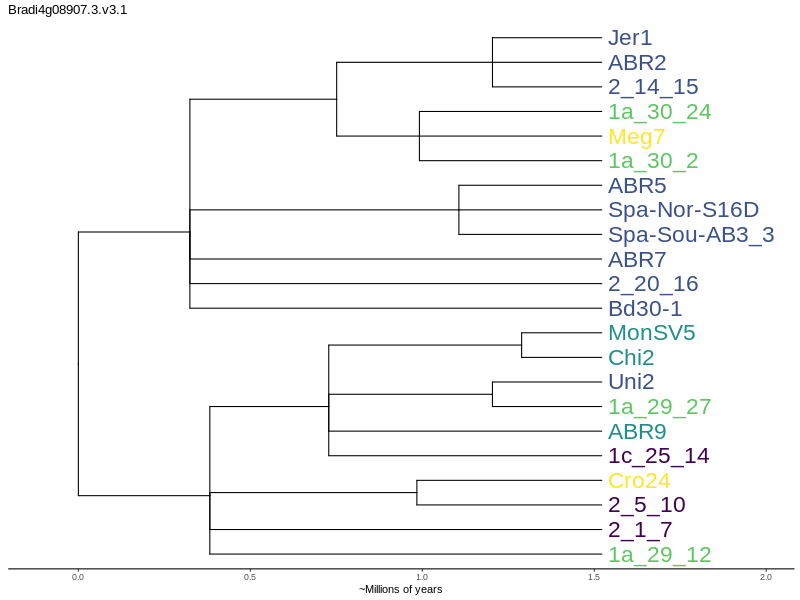 Bradi4g08907.3.v3.1
Jer1
ABR2
2_14_15
1a_30_24
Meg7
1a_30_2
ABR5
Spa-Nor-S16D
Spa-Sou-AB3_3
ABR7
2_20_16
Bd30-1
MonSV5
Chi2
Uni2
1a_29_27
ABR9
1c_25_14
Cro24
2_5_10
2_1_7
1a_29_12
0.0 0.5 1.0 1.5 2.0
~Millions of years